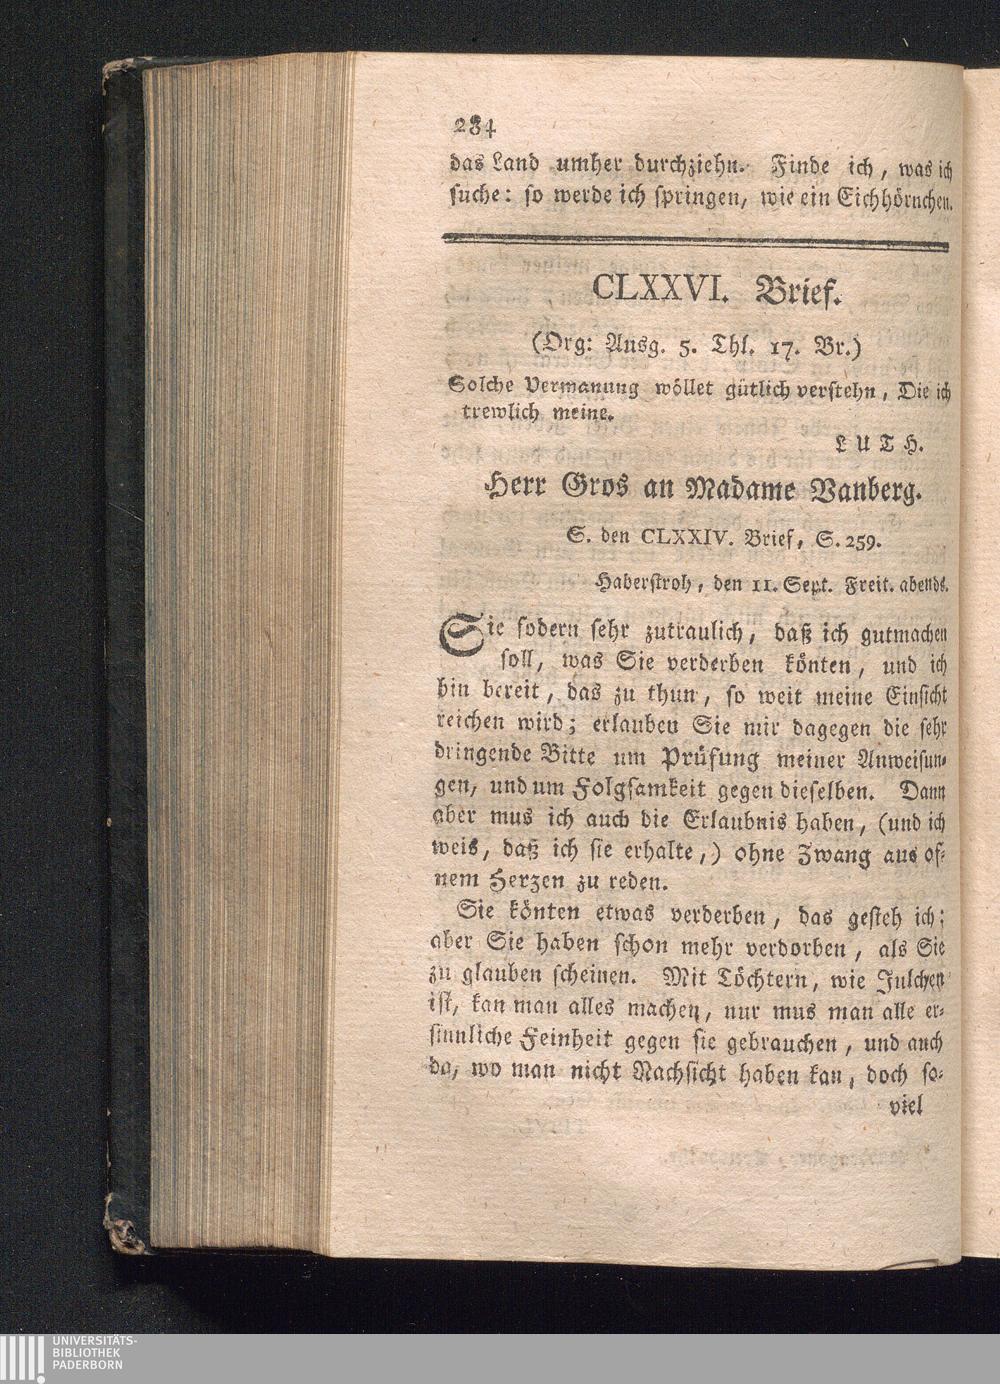 284
das Land umher durchziehn. Finde ich, was ich
suche: so werde ich springen, wie ein Eichhörnchen.
CLXXVI. Brief.
(Org: Ausg. 5. Thl. 17. Br.)
Solche Vermanung wöllet gütlich verstehn, Die ich
trewlich meine.
LUTH.
Herr Gros an Madame Vanberg.
S. den CLXXIV. Brief, S. 259.
Haberstroh, den 11. Sept. Freit. abends.
Sie fodern sehr zutraulich, daß ich gutmachen
soll, was Sie verderben könten, und ich
bin bereit, das zu thun, so weit meine Einsicht
reichen wird; erlauben Sie mir dagegen die sehr
dringende Bitte um Prüfung meiner Anweisun-
gen, und um Folgsamkeit gegen dieselben. Dann
aber mus ich auch die Erlaubnis haben, (und ich
weis, daß ich sie erhalte,) ohne Zwang aus of-
nem Herzen zu reden.
Sie könten etwas verderben, das gesteh ich;
aber Sie haben schon mehr verdorben, als Sie
zu glauben scheinen. Mit Töchtern, wie Julchen
ist, kan man alles machen, nur mus man alle er-
sinnliche Feinheit gegen sie gebrauchen, und auch
da, wo man nicht Nachsicht haben kan, doch so-
viel
UNIVERSITÄTS-
BIBLIOTHEK
PADERBORN